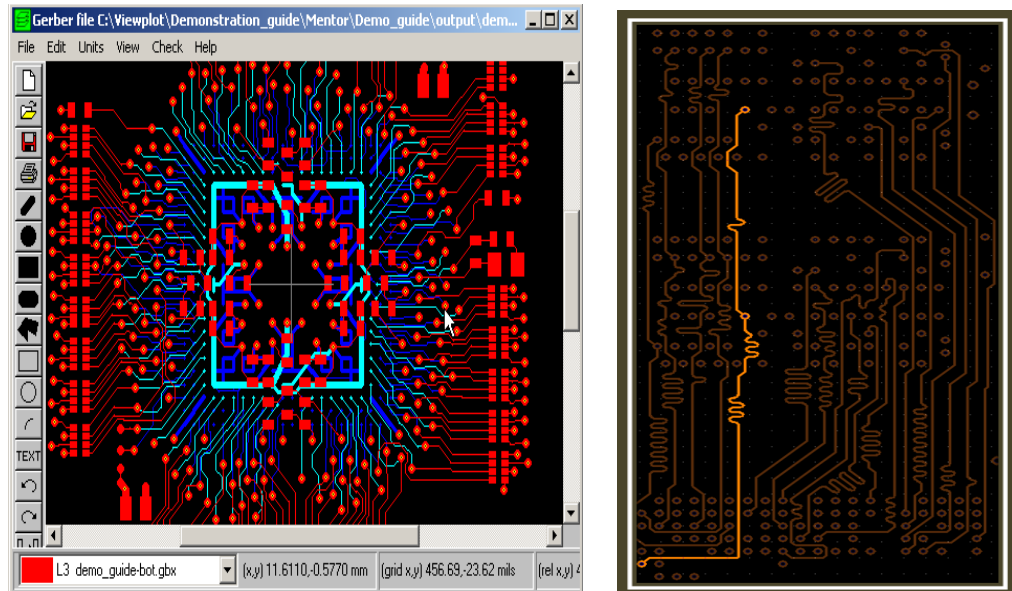 Gerber file C:\Viewplot\Demonstration_guide\Mentor\Demo_guide\output\dem...
File Edit Units View Check Help
TEXT
L3 demo_guide-bot.gbx (x,y) 11.6110,-0.5770 mm (grid x,y) 456.69,-23.62 mils (rel x,y) 4